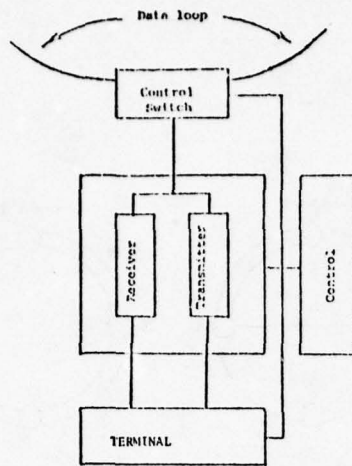 Data loop
Control
Switch
Receiver
Transmitter
Control
TERMINAL